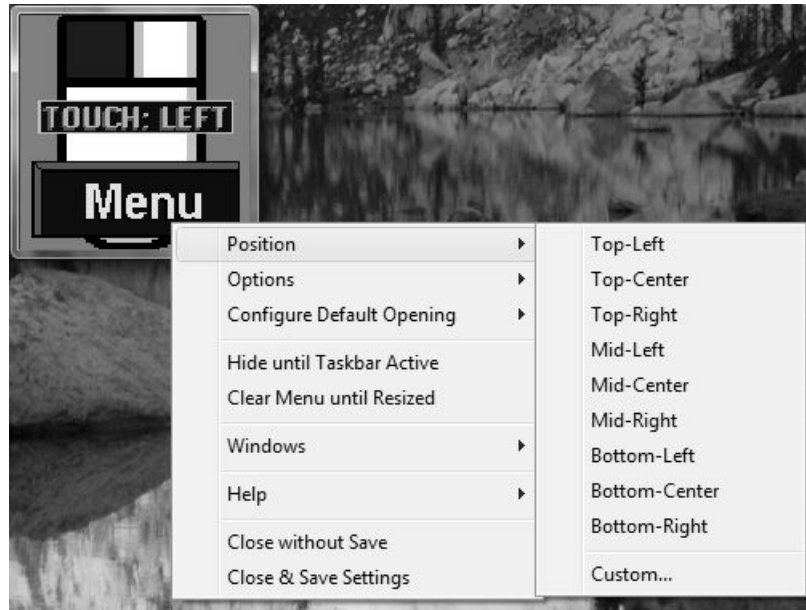 TOUCH: LEFT
Menu
Position
Options
Configure Default Opening
Hide until Taskbar Active
Clear Menu until Resized
Windows
Help
Close without Save
Close & Save Settings
Top-Left
Top-Center
Top-Right
Mid-Left
Mid-Center
Mid-Right
Bottom-Left
Bottom-Center
Bottom-Right
Custom...